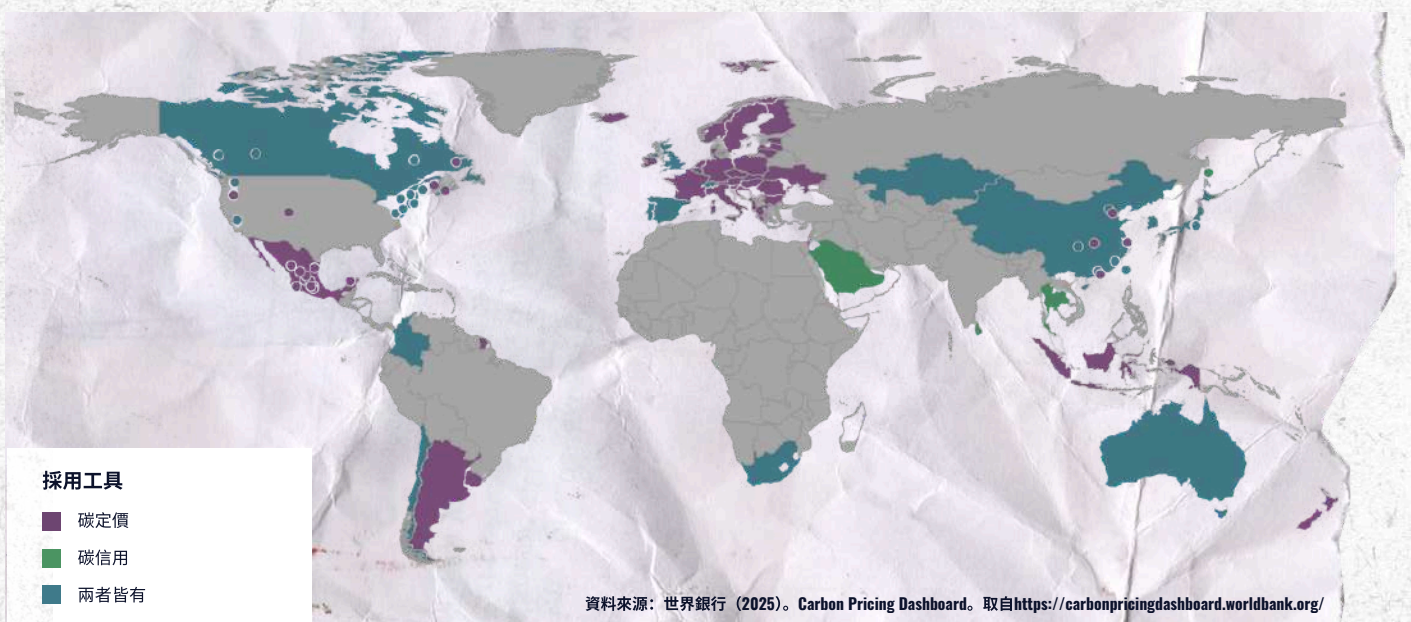 採用工具
碳定價
碳信用
兩者皆有
資料來源：世界銀行（2025）。Carbon Pricing Dashboard。取自https://carbonpricingdashboard.worldbank.org/